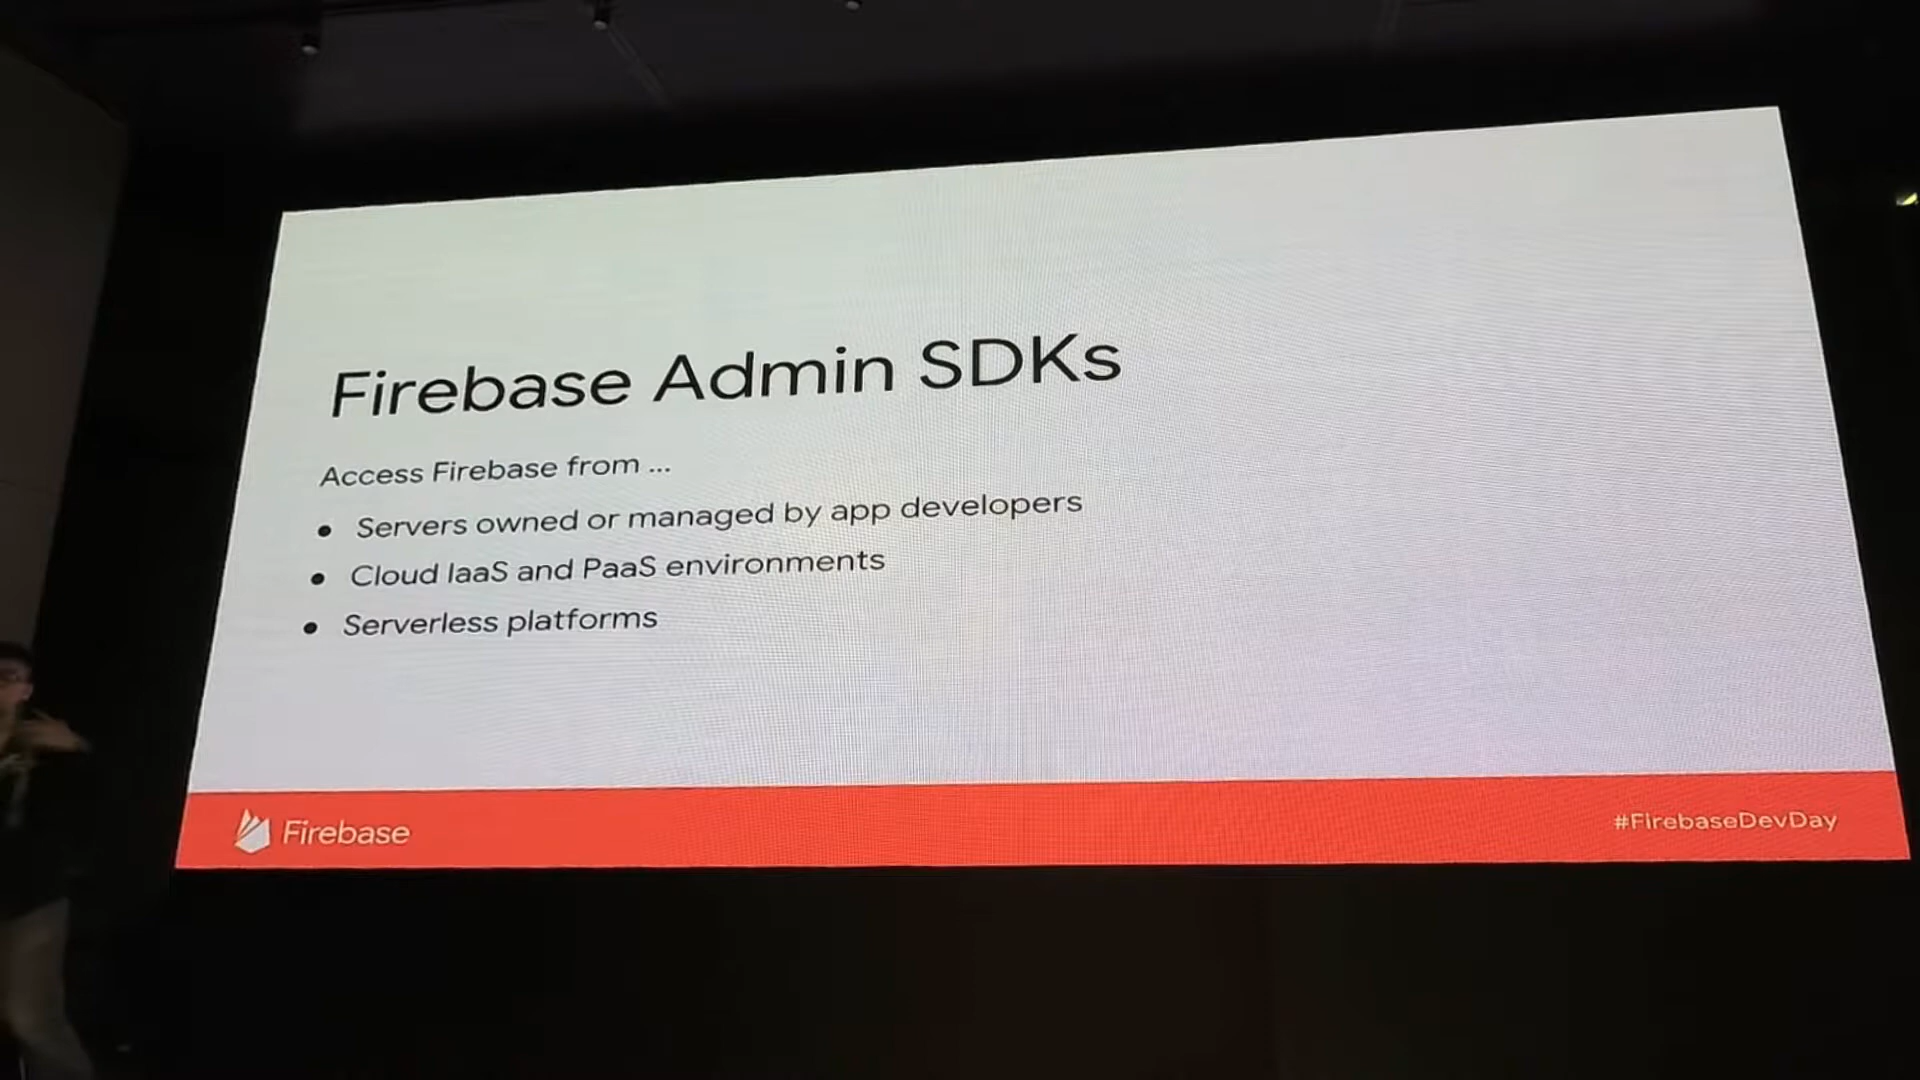 Firebase Admin SDKs
Access Firebase from ...
● Servers owned or managed by app developers
● Cloud IaaS and PaaS environments
● Serverless platforms
Firebase
#FirebaseDevDay